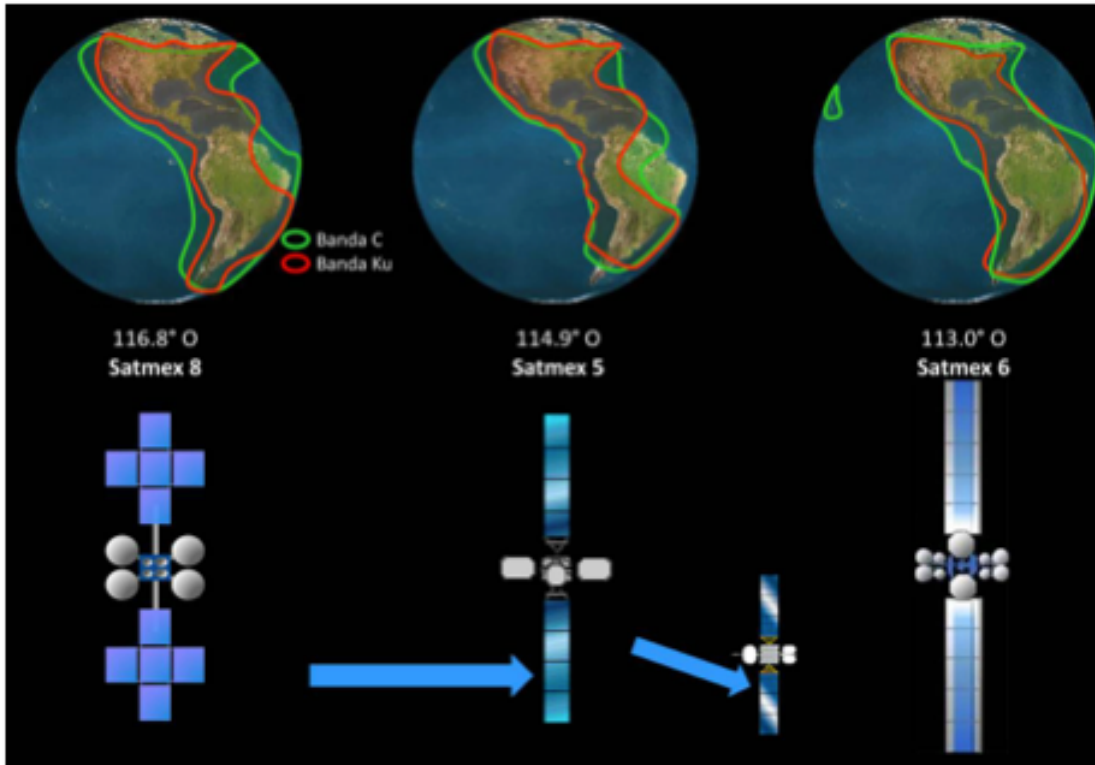 Banda C
Banda Ku
116.8° O
Satmex 8
114.9° O
Satmex 5
113.0° O
Satmex 6